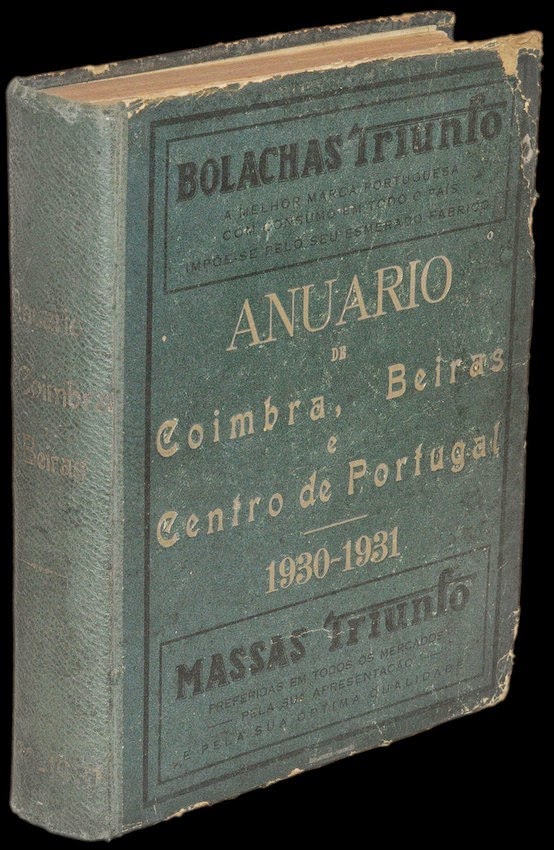 BOLACHAS Triunfo
A MELHOR MARCA PORTUGUESA
COM CONSUMO EM TODO O PAIS
IMPÕE-SE PELO SEU ESMERADO FABRICO
ANUARIO
DE
Coimbra, Beiras
e
Centro de Portugal
1930-1931
MASSAS Triunfo
PREFERIDAS EM TODOS OS MERCADOS
PELA SUA APRESENTAÇÃO
E PELA SUA OPTIMA QUALIDADE
Coimbra
Beiras